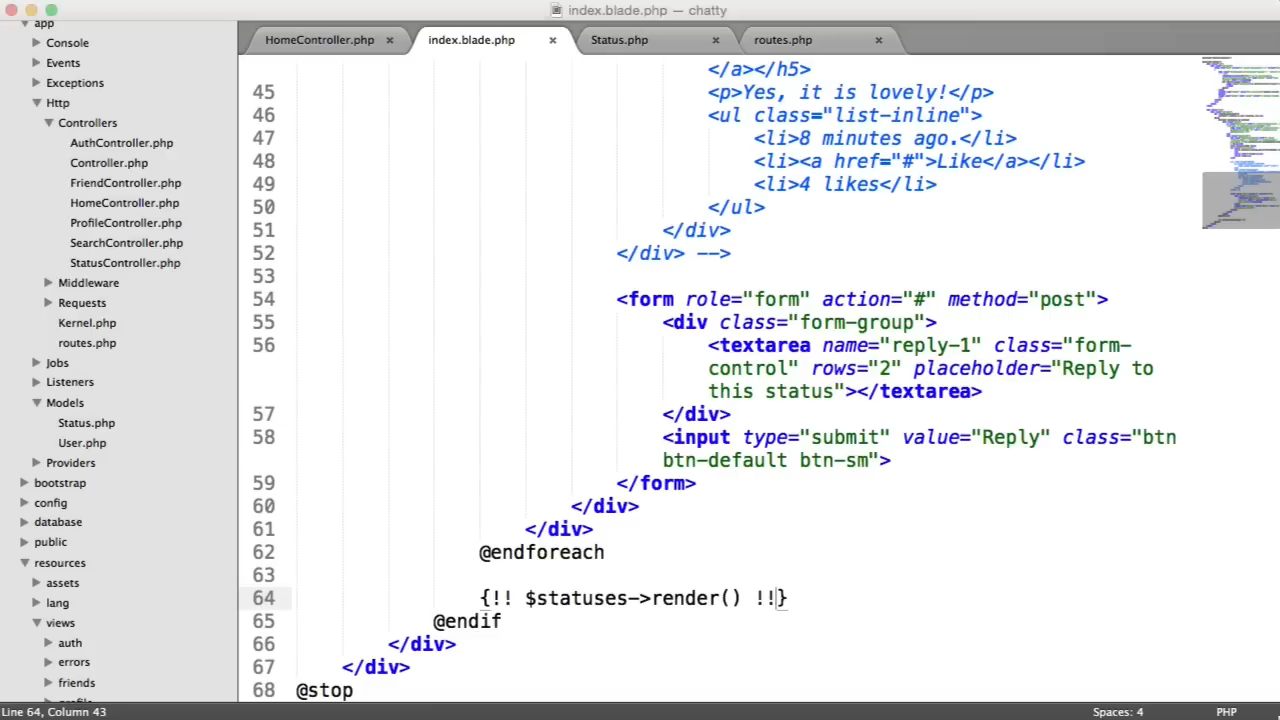 index.blade.php — chatty
app
Console
Events
Exceptions
Http
Controllers
AuthController.php
Controller.php
FriendController.php
HomeController.php
ProfileController.php
SearchController.php
StatusController.php
Middleware
Requests
Kernel.php
routes.php
Jobs
Listeners
Models
Status.php
User.php
Providers
bootstrap
config
database
public
resources
assets
lang
views
auth
errors
friends
HomeController.php ×
index.blade.php ×
Status.php ×
routes.php ×
</a></h5>
45 <p>Yes, it is lovely!</p>
46 <ul class="list-inline">
47 <li>8 minutes ago.</li>
48 <li><a href="#">Like</a></li>
49 <li>4 likes</li>
50 </ul>
51 </div>
52 </div> -->
53
54 <form role="form" action="#" method="post">
55 <div class="form-group">
56 <textarea name="reply-1" class="form-
control" rows="2" placeholder="Reply to
this status"></textarea>
57 </div>
58 <input type="submit" value="Reply" class="btn
btn-default btn-sm">
59 </form>
60 </div>
61 </div>
62 @endforeach
63
64 {!! $statuses->render() !!}
65 @endif
66 </div>
67 </div>
68 @stop
Line 64, Column 43
Spaces: 4
PHP